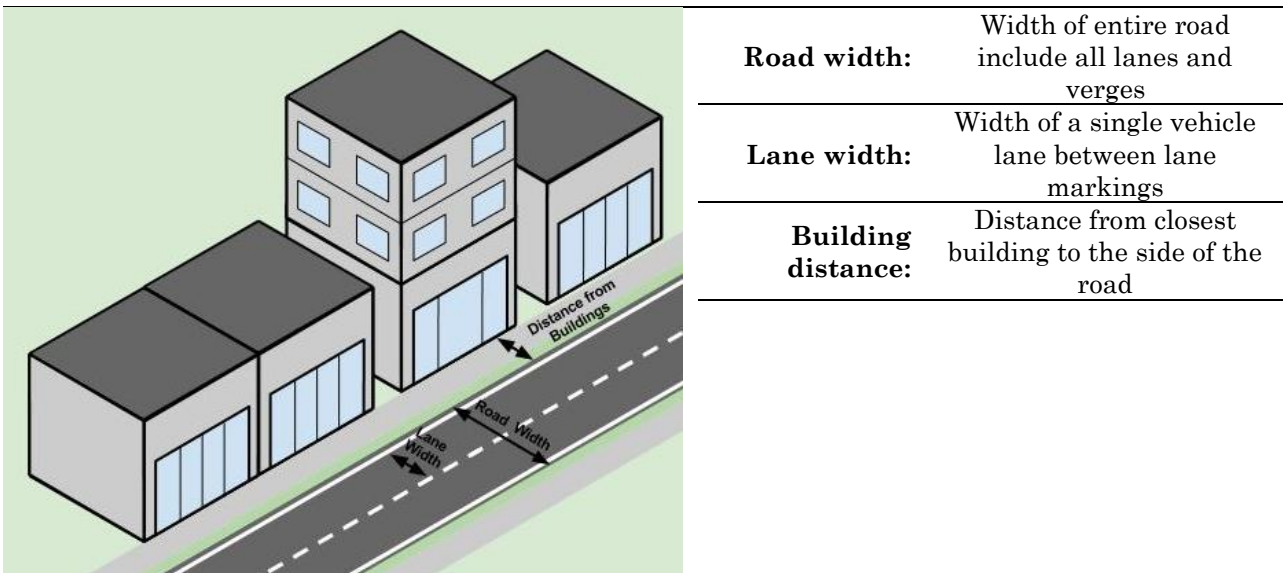 Distance from
Buildings
Road Width
Lane
Width
Road width:
Width of entire road
include all lanes and
verges
Lane width:
Width of a single vehicle
lane between lane
markings
Building
distance:
Distance from closest
building to the side of the
road